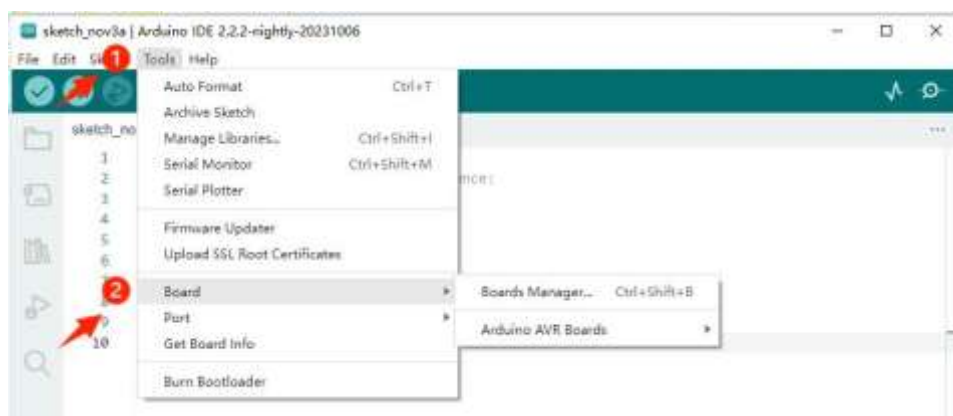 sketch_nov3a | Arduino IDE 2.2.2-nightly-20231006
File Edit Tools Help
1
Auto Format Ctrl+T
Archive Sketch
sketch_no
Manage Libraries... Ctrl+Shift+I
1
Serial Monitor Ctrl+Shift+M
2
Serial Plotter
3
4
Firmware Updater
5
Upload SSL Root Certificates
6
2
Board
Boards Manager... Ctrl+Shift+B
Port
9
Arduino AVR Boards
Get Board Info
10
Burn Bootloader